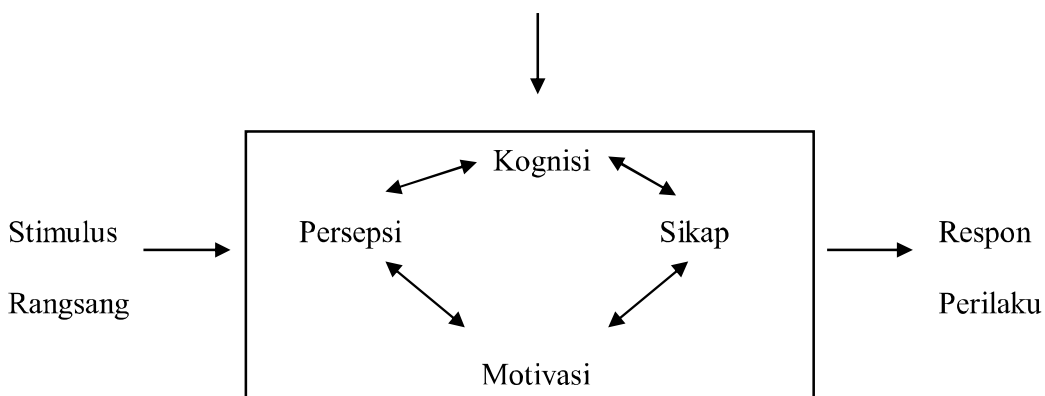 Kognisi
Stimulus Persepsi Sikap Respon
Rangsang Perilaku
Motivasi